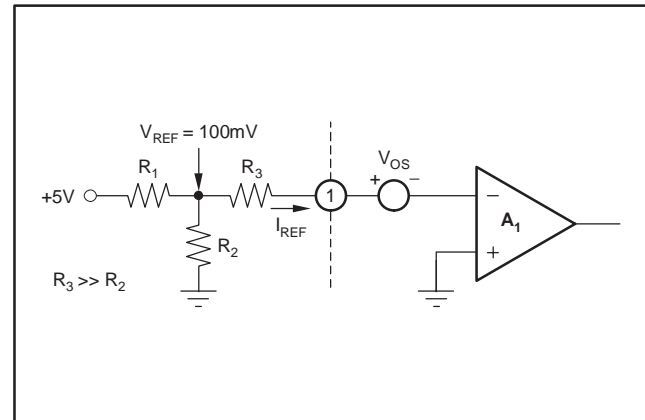 V_REF = 100mV
R_1
R_3
V_OS
+5V
1
+
−
−
A_1
+
I_REF
R_2
R_3 >> R_2